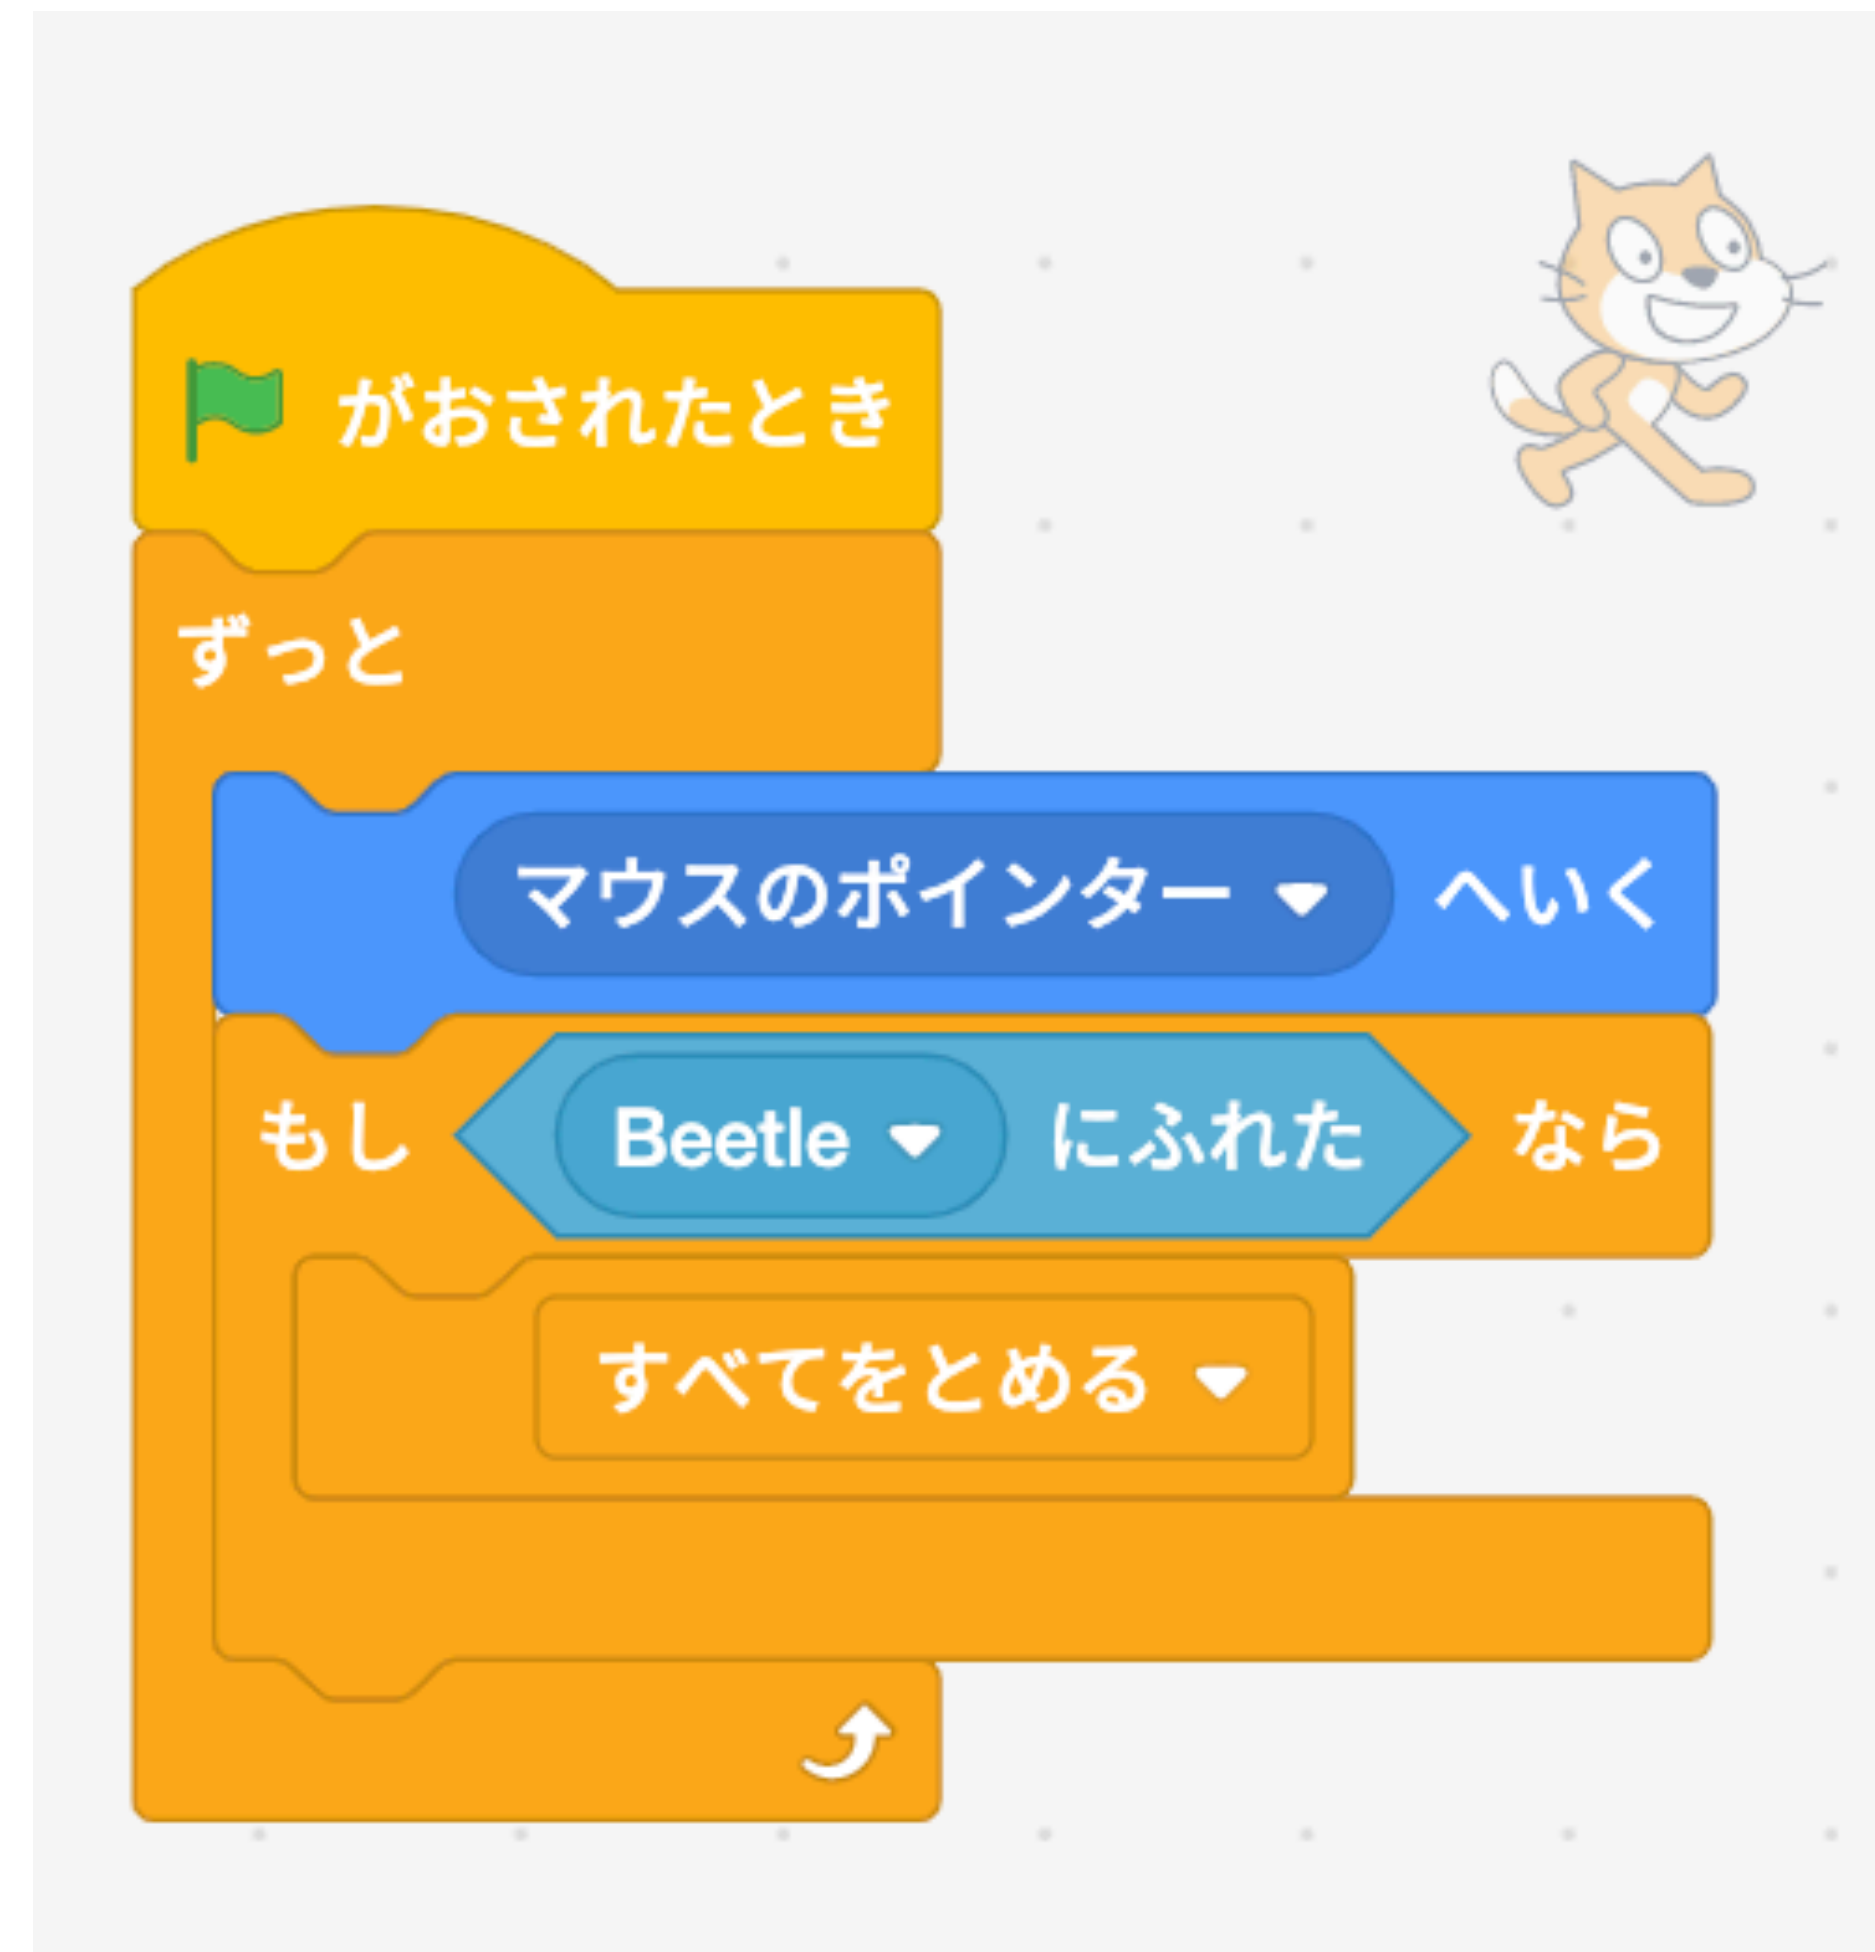 がおされたとき
ずっと
マウスのポインター へいく
もし Beetle にふれた なら
すべてをとめる